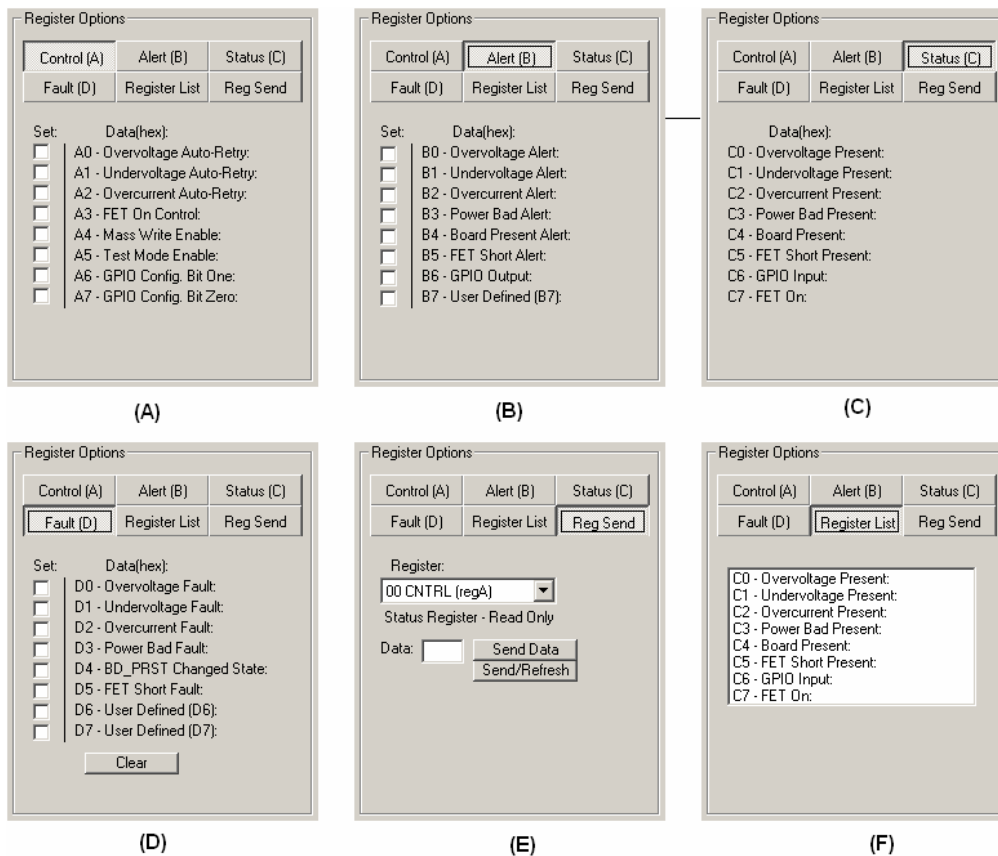 Register Options
Control (A) Alert (B) Status (C)
Fault (D) Register List Reg Send
Set: Data(hex):
A0 - Overvoltage Auto-Retry:
A1 - Undervoltage Auto-Retry:
A2 - Overcurrent Auto-Retry:
A3 - FET On Control:
A4 - Mass Write Enable:
A5 - Test Mode Enable:
A6 - GPIO Config. Bit One:
A7 - GPIO Config. Bit Zero:
(A)
Register Options
Control (A) Alert (B) Status (C)
Fault (D) Register List Reg Send
Set: Data(hex):
B0 - Overvoltage Alert:
B1 - Undervoltage Alert:
B2 - Overcurrent Alert:
B3 - Power Bad Alert:
B4 - Board Present Alert:
B5 - FET Short Alert:
B6 - GPIO Output:
B7 - User Defined (B7):
(B)
Register Options
Control (A) Alert (B) Status (C)
Fault (D) Register List Reg Send
Data(hex):
C0 - Overvoltage Present:
C1 - Undervoltage Present:
C2 - Overcurrent Present:
C3 - Power Bad Present:
C4 - Board Present:
C5 - FET Short Present:
C6 - GPIO Input:
C7 - FET On:
(C)
Register Options
Control (A) Alert (B) Status (C)
Fault (D) Register List Reg Send
Set: Data(hex):
D0 - Overvoltage Fault:
D1 - Undervoltage Fault:
D2 - Overcurrent Fault:
D3 - Power Bad Fault:
D4 - BD_PRST Changed State:
D5 - FET Short Fault:
D6 - User Defined (D6):
D7 - User Defined (D7):
Clear
(D)
Register Options
Control (A) Alert (B) Status (C)
Fault (D) Register List Reg Send
Register:
00 CNTRL (regA)
Status Register - Read Only
Data: Send Data
Send/Refresh
(E)
Register Options
Control (A) Alert (B) Status (C)
Fault (D) Register List Reg Send
C0 - Overvoltage Present:
C1 - Undervoltage Present:
C2 - Overcurrent Present:
C3 - Power Bad Present:
C4 - Board Present:
C5 - FET Short Present:
C6 - GPIO Input:
C7 - FET On:
(F)